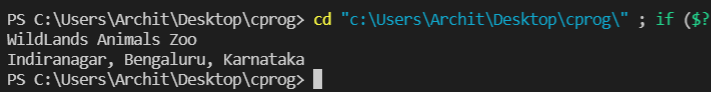 PS C:\Users\Archit\Desktop\cprog> cd "c:\Users\Archit\Desktop\cprog\" ; if ($?
WildLands Animals Zoo
Indiranagar, Bengaluru, Karnataka
PS C:\Users\Archit\Desktop\cprog>